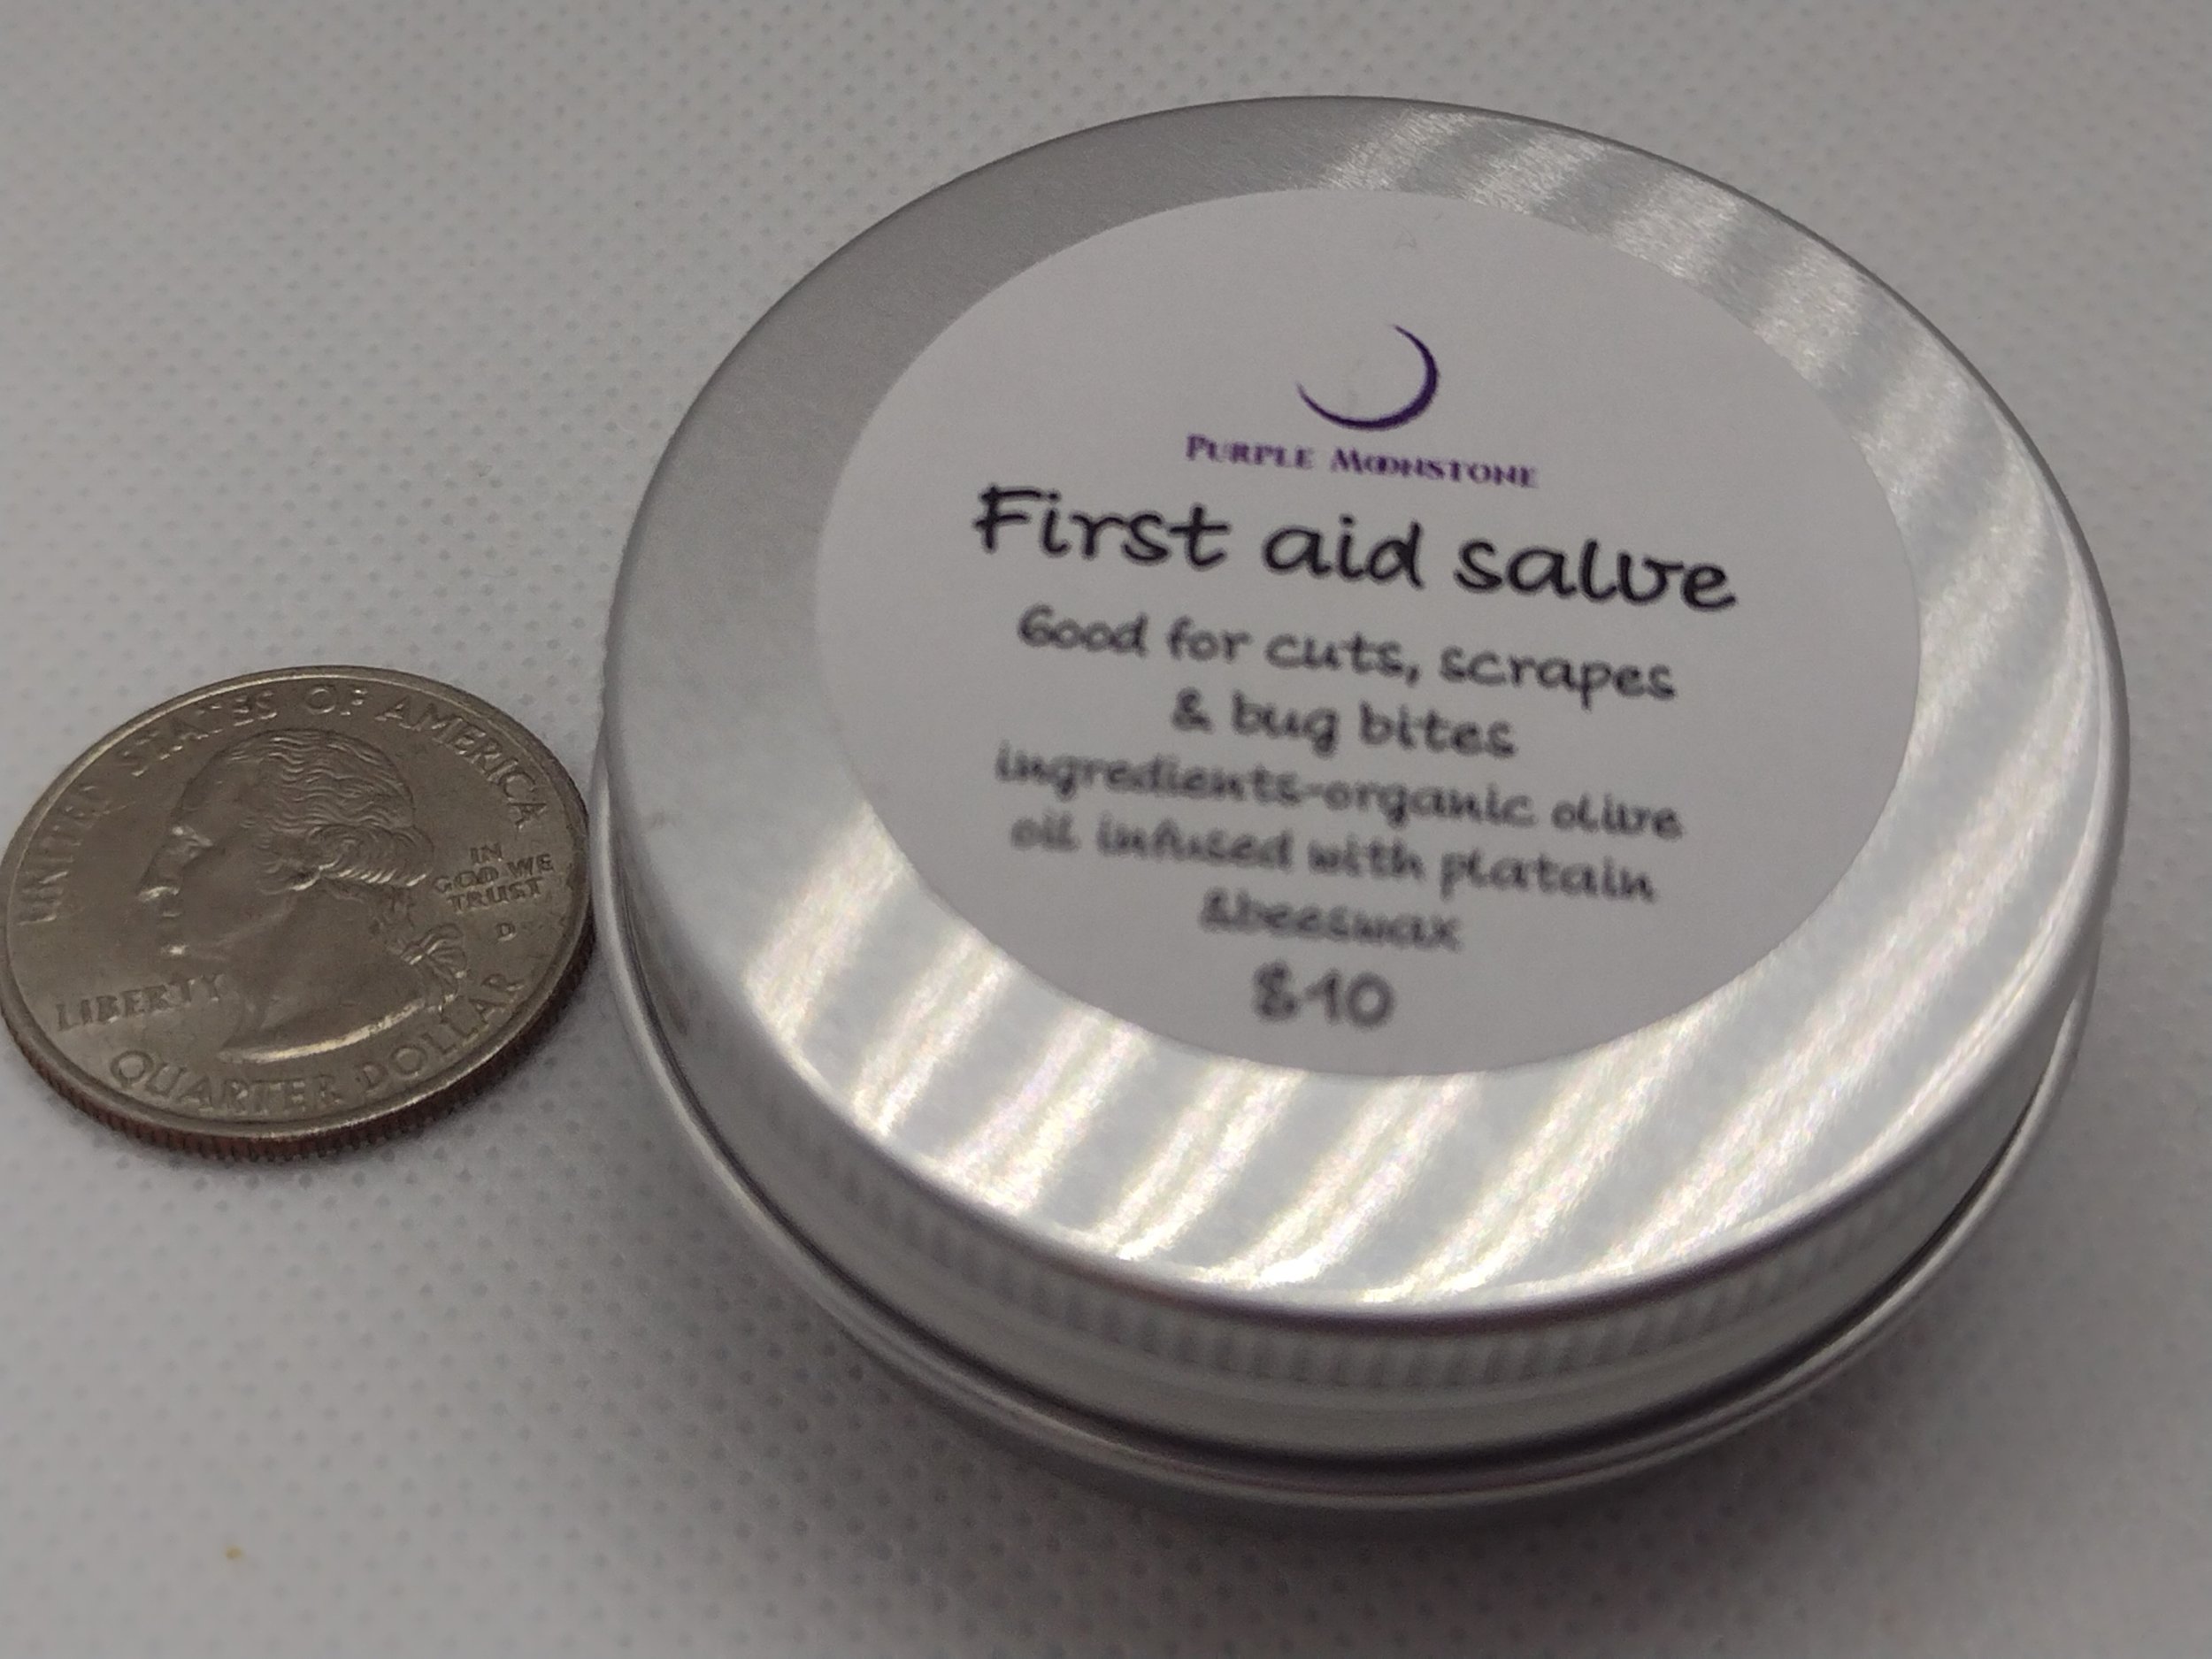 PURPLE MOONSTONE
First aid salve
Good for cuts, scrapes
& bug bites
ingredients-organic olive
oil infused with platain
&beeswax
$10
UNITED STATES OF AMERICA
IN
GOD WE
TRUST
D
LIBERTY
QUARTER DOLLAR